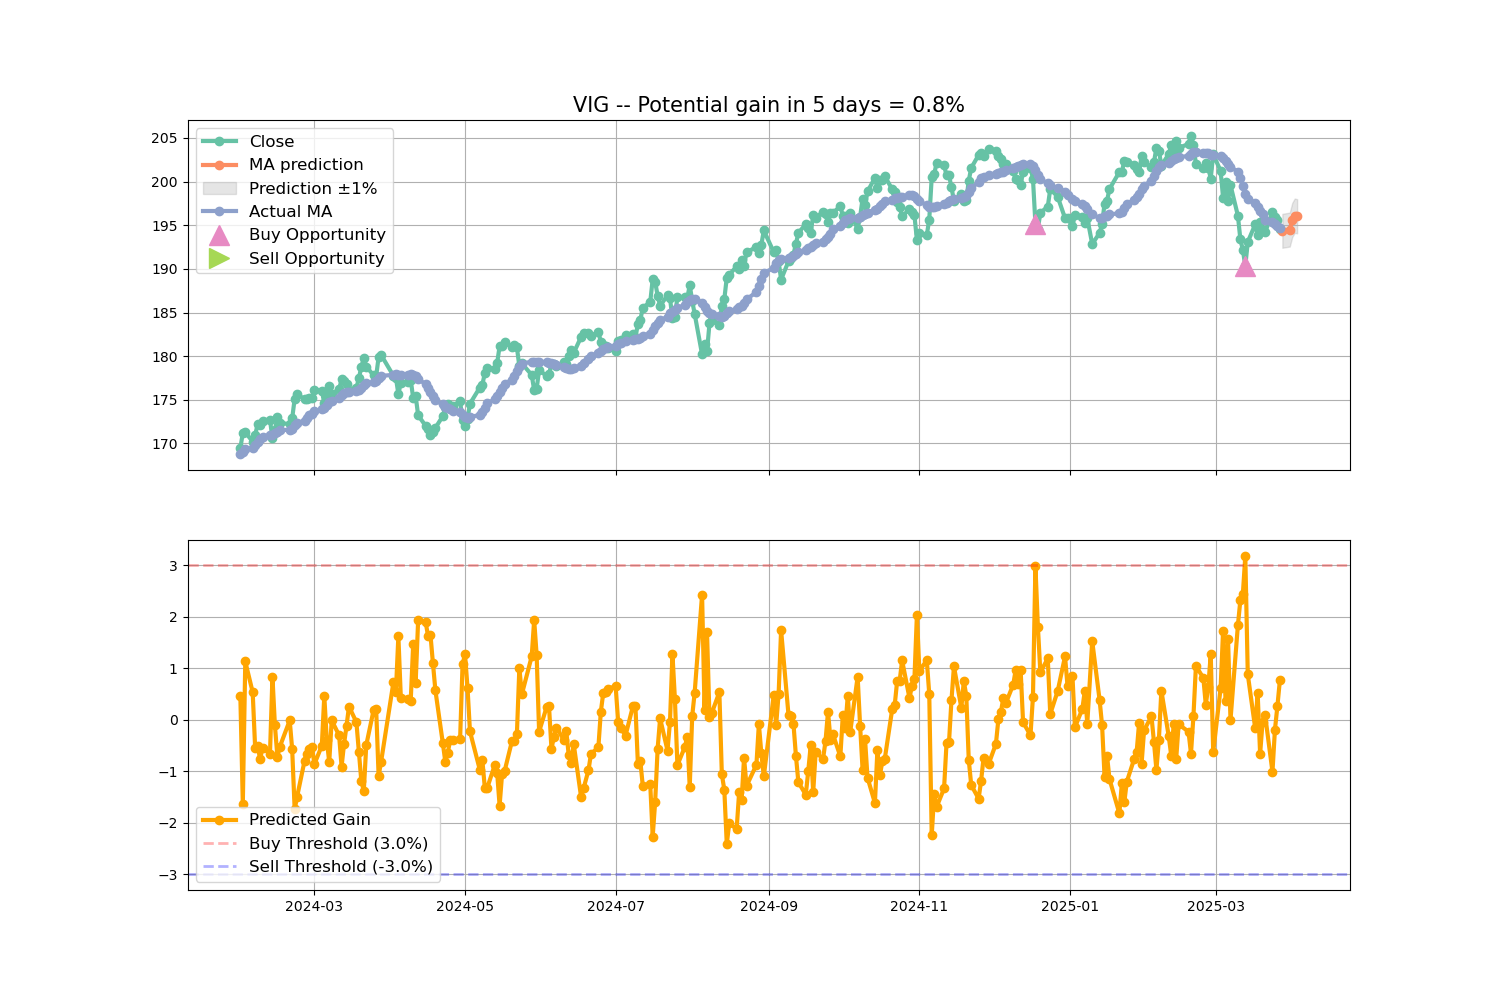 VIG -- Potential gain in 5 days = 0.8%
205
200
195
190
185
180
175
170
Close
MA prediction
Prediction ±1%
Actual MA
Buy Opportunity
Sell Opportunity
3
2
1
0
−1
−2
−3
Predicted Gain
Buy Threshold (3.0%)
Sell Threshold (-3.0%)
2024-03
2024-05
2024-07
2024-09
2024-11
2025-01
2025-03